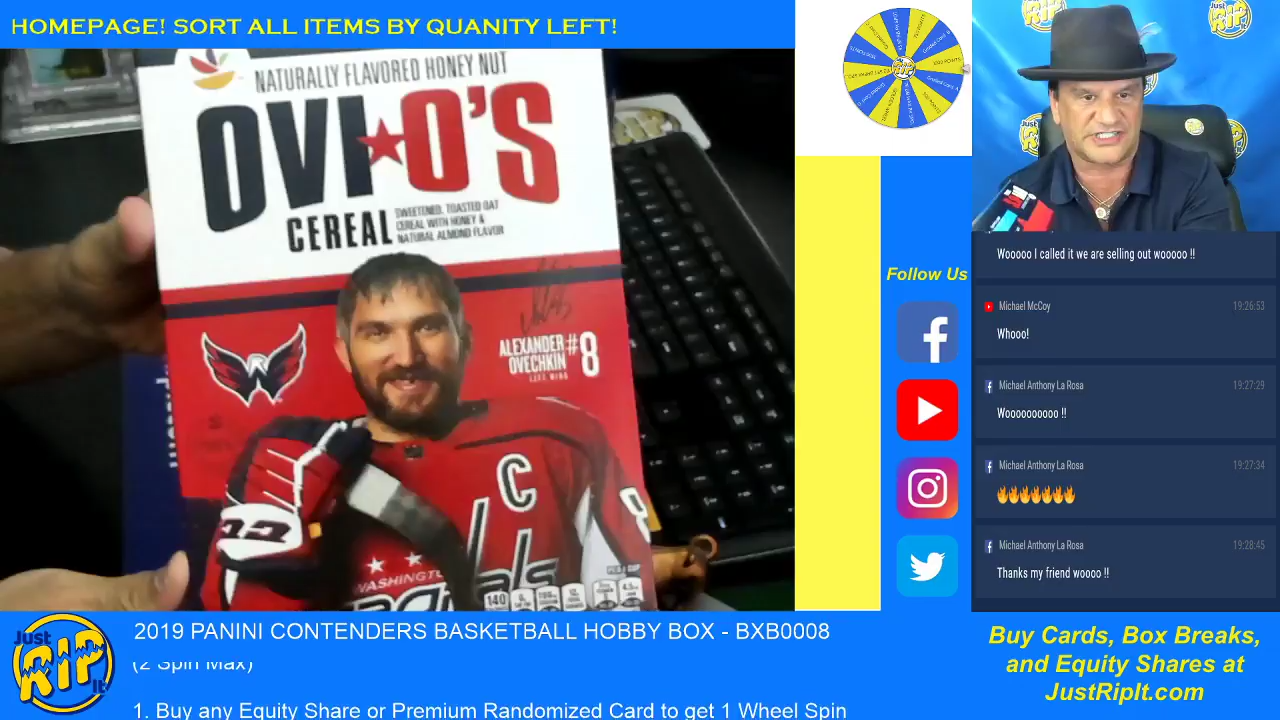 HOMEPAGE! SORT ALL ITEMS BY QUANITY LEFT!
NATURALLY FLAVORED HONEY NUT
OVI★O'S
CEREAL
SWEETENED, TOASTED OAT
CEREAL WITH HONEY &
NATURAL ALMOND FLAVOR
ALEXANDER
OVECHKIN
LEFT WING
#8
C
WASHINGTO
140
Follow Us
Wooooo I called it we are selling out wooooo !!
Michael McCoy 19:26:53
Whooo!
Michael Anthony La Rosa 19:27:29
Woooooooooo !!
Michael Anthony La Rosa 19:27:34
🔥🔥🔥🔥🔥🔥🔥
Michael Anthony La Rosa 19:28:45
Thanks my friend woooo !!
Just
RIP
It
2019 PANINI CONTENDERS BASKETBALL HOBBY BOX - BXB0008
(2 Spin Max)
1. Buy any Equity Share or Premium Randomized Card to get 1 Wheel Spin
Buy Cards, Box Breaks,
and Equity Shares at
JustRipIt.com